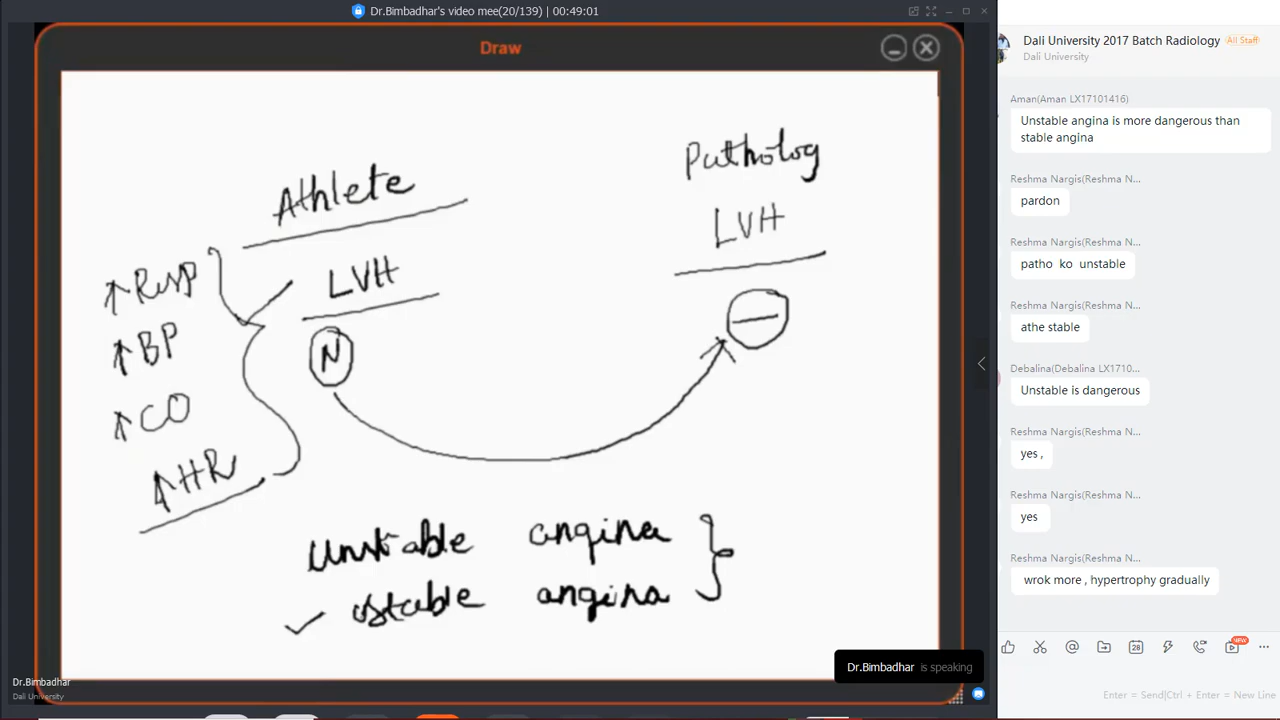 Dr.Bimbadhar's video mee(20/139) | 00:49:01
Draw
Athlete
LVH
N
↑Resp
↑BP
↑CO
↑HR
Patholog
LVH
unstable angina
stable angina
Dr.Bimbadhar
Dali University
Dr.Bimbadhar is speaking
Dali University 2017 Batch Radiology All Staff
Dali University
Aman(Aman LX17101416)
Unstable angina is more dangerous than
stable angina
Reshma Nargis(Reshma N...
pardon
Reshma Nargis(Reshma N...
patho ko unstable
Reshma Nargis(Reshma N...
athe stable
Debalina(Debalina LX1710...
Unstable is dangerous
Reshma Nargis(Reshma N...
yes ,
Reshma Nargis(Reshma N...
yes
Reshma Nargis(Reshma N...
wrok more , hypertrophy gradually
28
NEW
Enter = Send|Ctrl + Enter = New Line